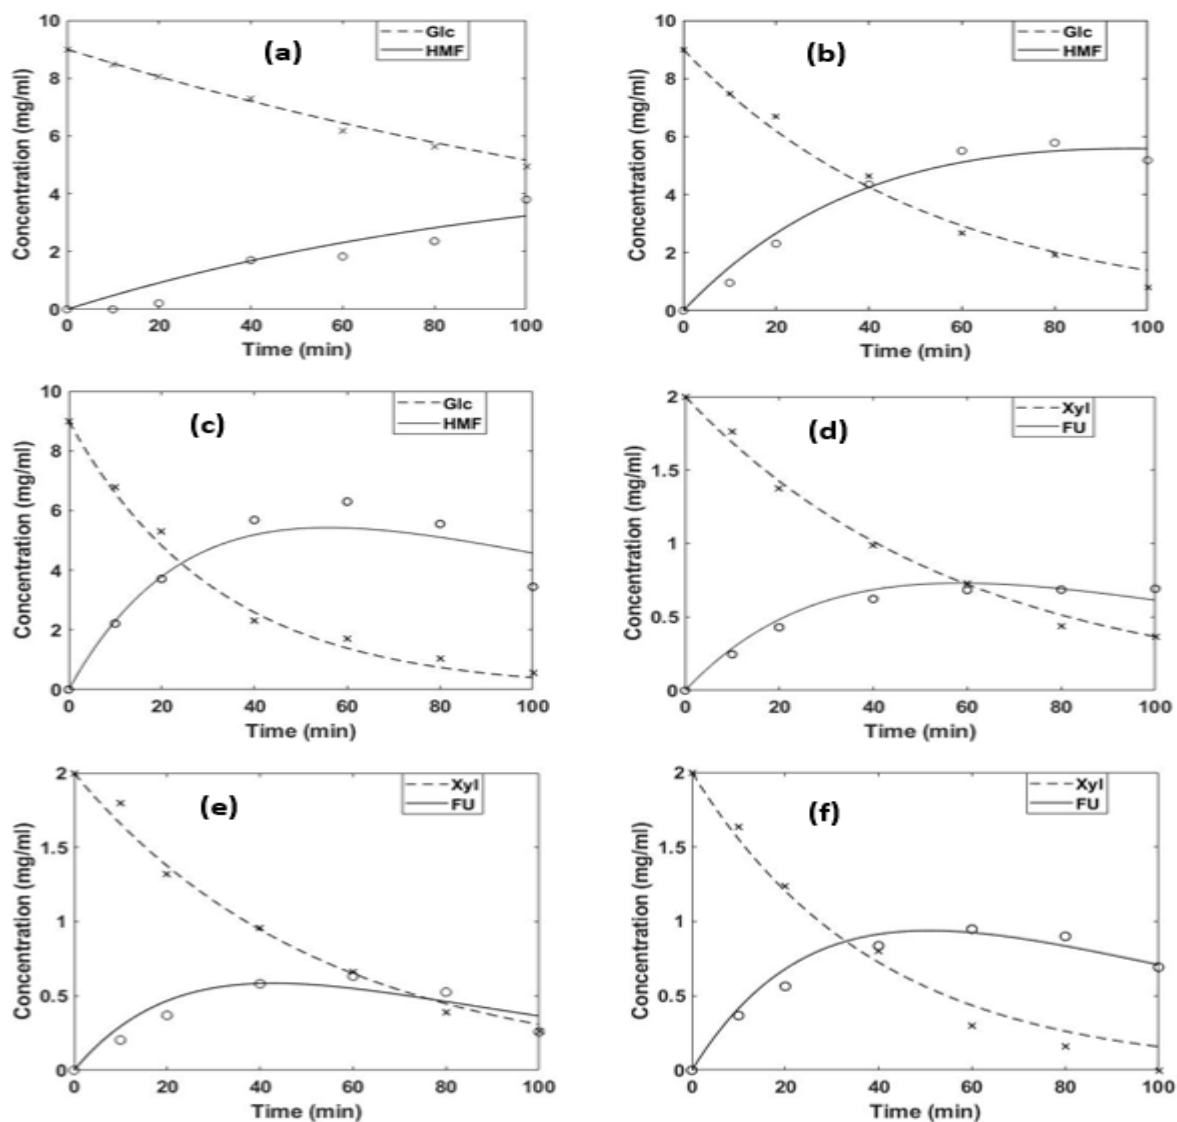 (a)
Glc
HMF
Concentration (mg/ml)
10
8
6
4
2
0
0 20 40 60 80 100
Time (min)
(b)
Glc
HMF
Concentration (mg/ml)
10
8
6
4
2
0
0 20 40 60 80 100
Time (min)
(c)
Glc
HMF
Concentration (mg/ml)
10
8
6
4
2
0
0 20 40 60 80 100
Time (min)
(d)
Xyl
FU
Concentration (mg/ml)
2
1.5
1
0.5
0
0 20 40 60 80 100
Time (min)
(e)
Xyl
FU
Concentration (mg/ml)
2
1.5
1
0.5
0
0 20 40 60 80 100
Time (min)
(f)
Xyl
FU
Concentration (mg/ml)
2
1.5
1
0.5
0
0 20 40 60 80 100
Time (min)